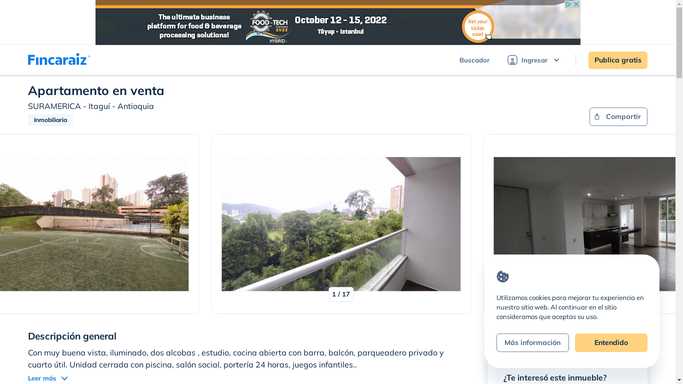 The ultimate business
platform for food & beverage
processing solutions!
FOOD-TECH
October 12 - 15, 2022
Tüyap - Istanbul
Get your
ticket
now!
Fincaraiz
Buscador
Ingresar
Publica gratis
Apartamento en venta
SURAMERICA - Itaguí - Antioquia
Inmobiliaria
Compartir
1 / 17
Utilizamos cookies para mejorar tu experiencia en
nuestro sitio web. Al continuar en el sitio
consideramos que aceptas su uso.
Más información
Entendido
Descripción general
Con muy buena vista, iluminado, dos alcobas , estudio, cocina abierta con barra, balcón, parqueadero privado y
cuarto útil. Unidad cerrada con piscina, salón social, portería 24 horas, juegos infantiles..
Leer más
¿Te interesó este inmueble?